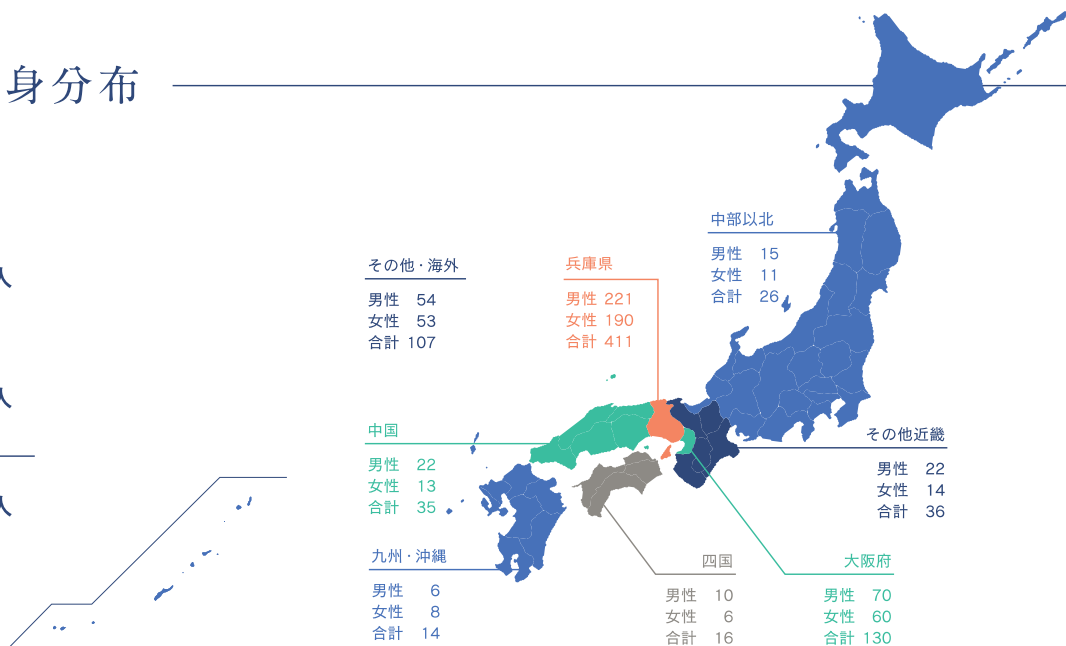 身分布
人
人
人
中部以北
男性 15
女性 11
合計 26
その他・海外
男性 54
女性 53
合計 107
兵庫県
男性 221
女性 190
合計 411
中国
男性 22
女性 13
合計 35
その他近畿
男性 22
女性 14
合計 36
九州・沖縄
男性 6
女性 8
合計 14
四国
男性 10
女性 6
合計 16
大阪府
男性 70
女性 60
合計 130